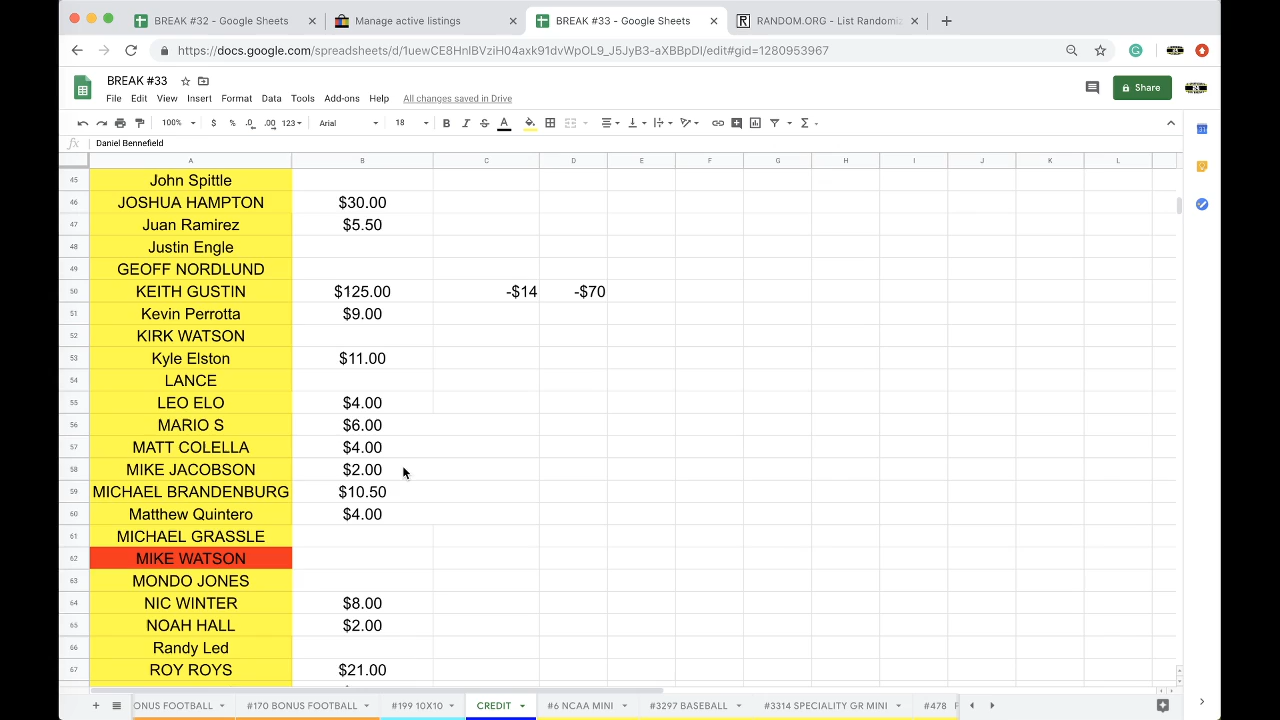 BREAK #32 - Google Sheets
Manage active listings
BREAK #33 - Google Sheets
RANDOM.ORG - List Randomiz
https://docs.google.com/spreadsheets/d/1uewCE8HnIBVziH04axk91dvWpOL9_J5JyB3-aXBBpDI/edit#gid=1280953967
BREAK #33
File Edit View Insert Format Data Tools Add-ons Help All changes saved in Drive
Share
100% $ % .0 .00 123 Arial 18 B I S A
fx Daniel Bennefield
A B C D E F G H I J K L
45 John Spittle
46 JOSHUA HAMPTON $30.00
47 Juan Ramirez $5.50
48 Justin Engle
49 GEOFF NORDLUND
50 KEITH GUSTIN $125.00 -$14 -$70
51 Kevin Perrotta $9.00
52 KIRK WATSON
53 Kyle Elston $11.00
54 LANCE
55 LEO ELO $4.00
56 MARIO S $6.00
57 MATT COLELLA $4.00
58 MIKE JACOBSON $2.00
59 MICHAEL BRANDENBURG $10.50
60 Matthew Quintero $4.00
61 MICHAEL GRASSLE
62 MIKE WATSON
63 MONDO JONES
64 NIC WINTER $8.00
65 NOAH HALL $2.00
66 Randy Led
67 ROY ROYS $21.00
ONUS FOOTBALL #170 BONUS FOOTBALL #199 10X10 CREDIT #6 NCAA MINI #3297 BASEBALL #3314 SPECIALITY GR MINI #478